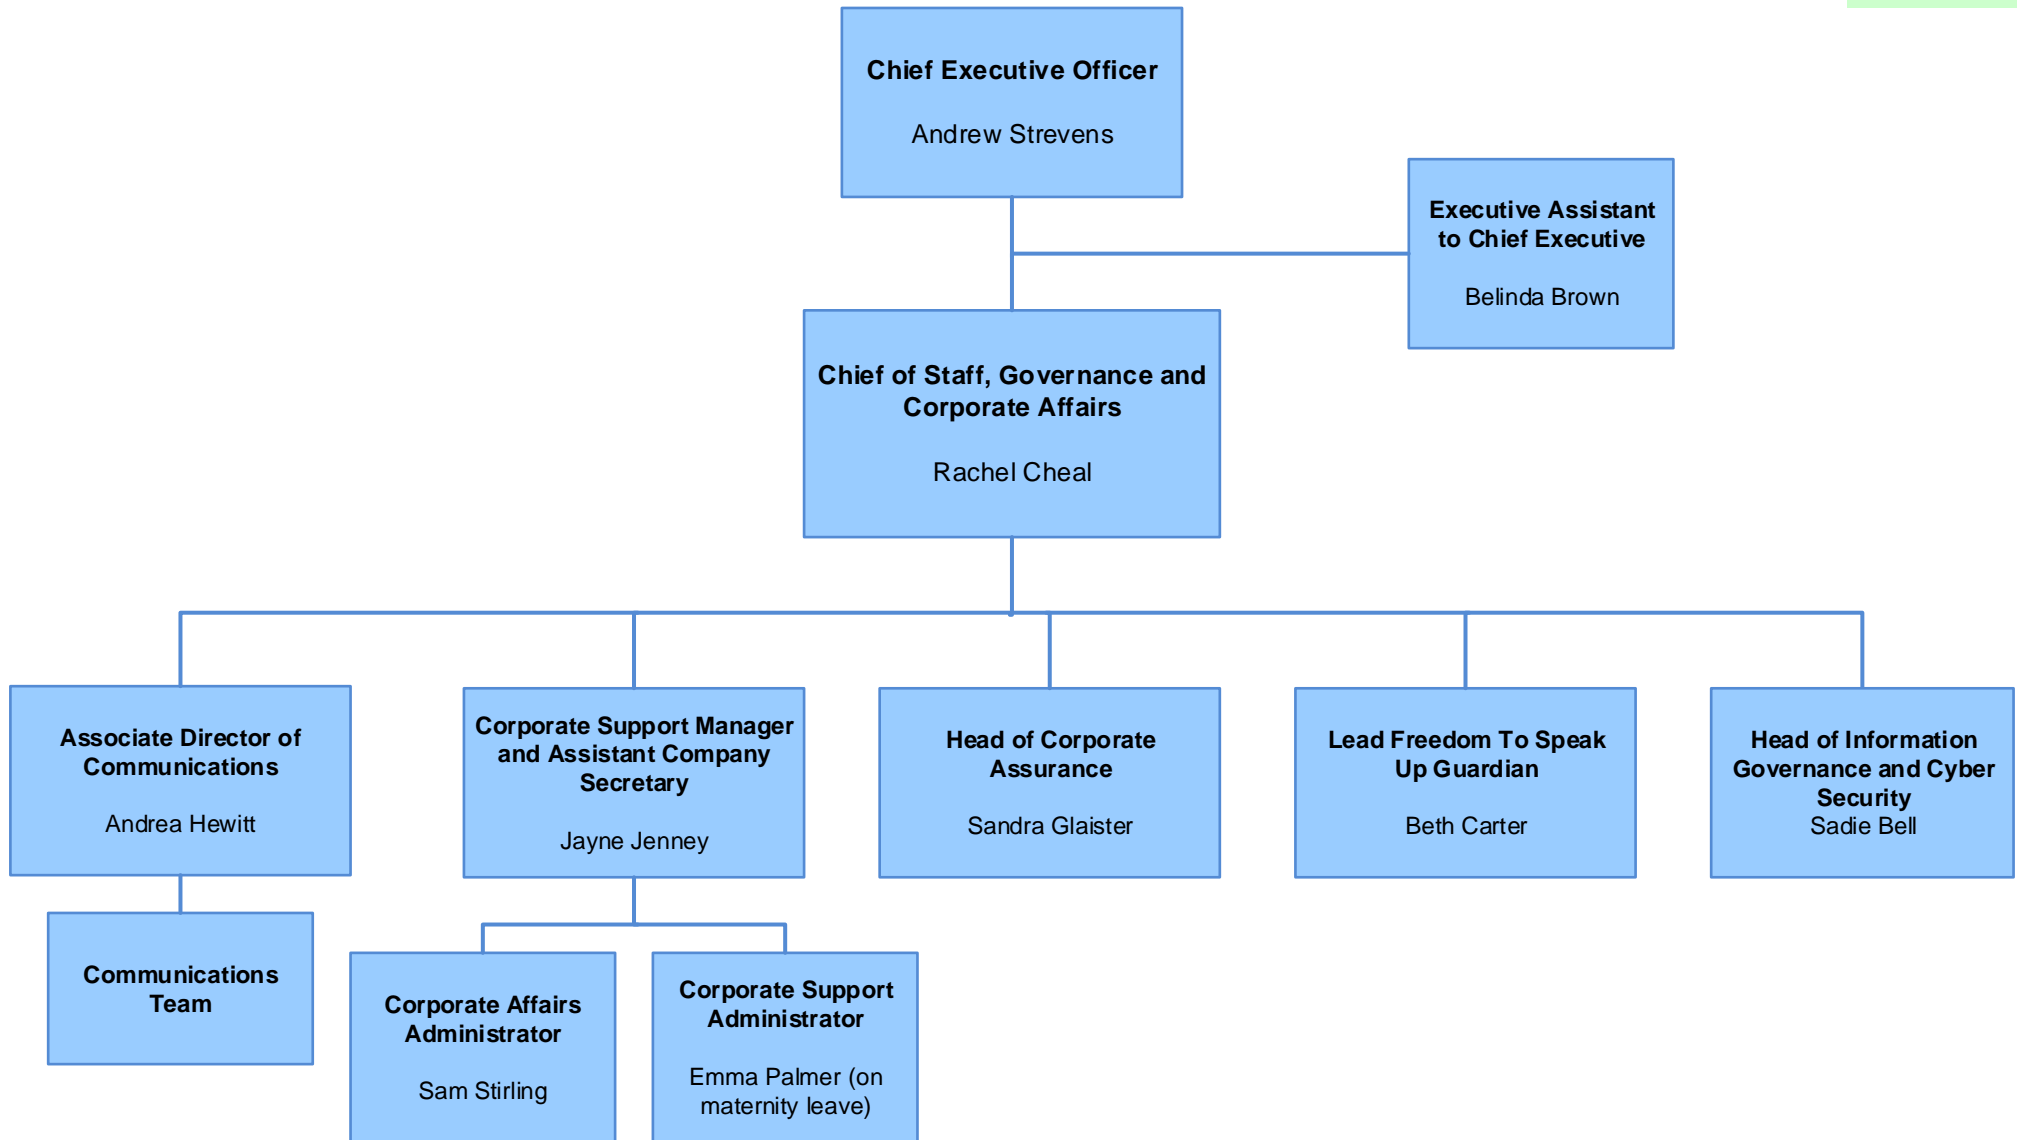 Chief Executive Officer
Andrew Strevens
Executive Assistant
to Chief Executive
Belinda Brown
Chief of Staff, Governance and
Corporate Affairs
Rachel Cheal
Associate Director of
Communications
Andrea Hewitt
Corporate Support Manager
and Assistant Company
Secretary
Jayne Jenney
Head of Corporate
Assurance
Sandra Glaister
Lead Freedom To Speak
Up Guardian
Beth Carter
Head of Information
Governance and Cyber
Security
Sadie Bell
Communications
Team
Corporate Affairs
Administrator
Sam Stirling
Corporate Support
Administrator
Emma Palmer (on
maternity leave)